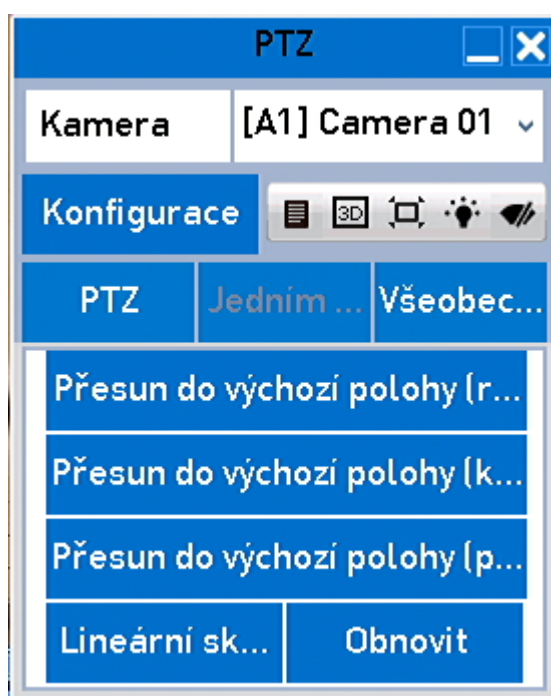 PTZ
Kamera [A1] Camera 01
Konfigurace 3D
PTZ Jedním ... Všeobec...
Přesun do výchozí polohy (r...
Přesun do výchozí polohy (k...
Přesun do výchozí polohy (p...
Lineární sk... Obnovit